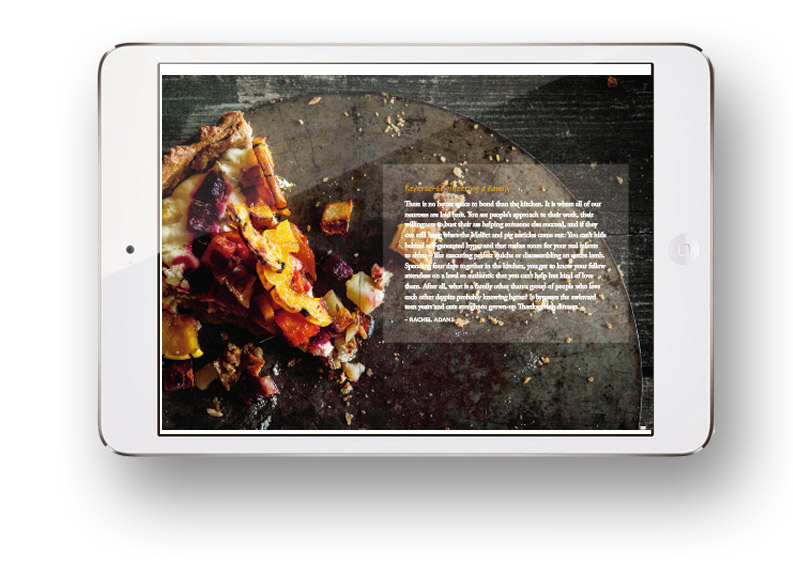 Reverse-Engineering a Family
There is no better space to bond than the kitchen. It is where all of our
neuroses are laid bare. You see people's approach to their work, their
willingness to bust their ass helping someone else succeed, and if they
can still hang when the Moffet and pig testicles come out. You can't hide
behind self-generated hype, and that makes room for your real talents
to shine – like executing perfect quiche or disassembling an entire lamb.
Spending four days together in the kitchen, you get to know your fellow
attendees on a level so authentic that you can't help but kind of love
them. After all, what is a family other than a group of people who love
each other despite probably knowing better? It bypasses the awkward
teen years and cuts straight to grown-up Thanksgiving dinners.
– RACHEL ADAMS